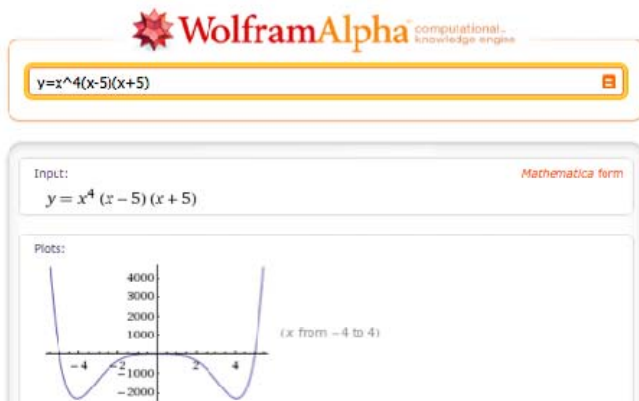 WolframAlpha computational knowledge engine
y=x^4(x-5)(x+5)
Input:
Mathematica form
y = x⁴ (x − 5) (x + 5)
Plots:
4000
3000
2000
1000
(x from −4 to 4)
−4
−2
2
4
−1000
−2000